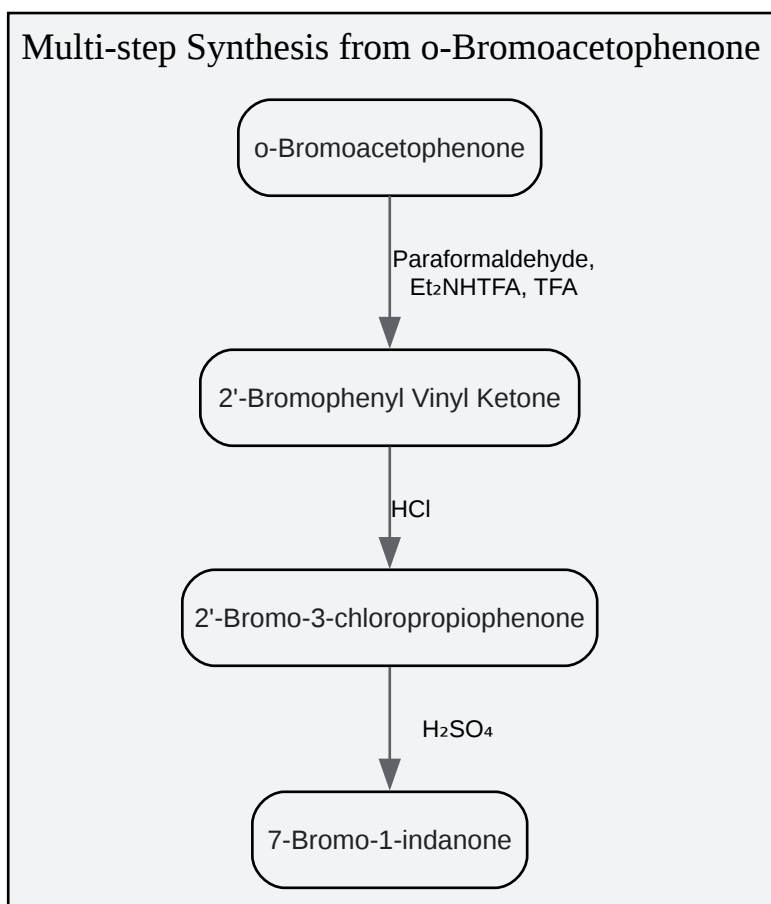 Multi-step Synthesis from o-Bromoacetophenone
o-Bromoacetophenone
Paraformaldehyde,
Et₂NHTFA, TFA
2'-Bromophenyl Vinyl Ketone
HCl
2'-Bromo-3-chloropropiophenone
H₂SO₄
7-Bromo-1-indanone